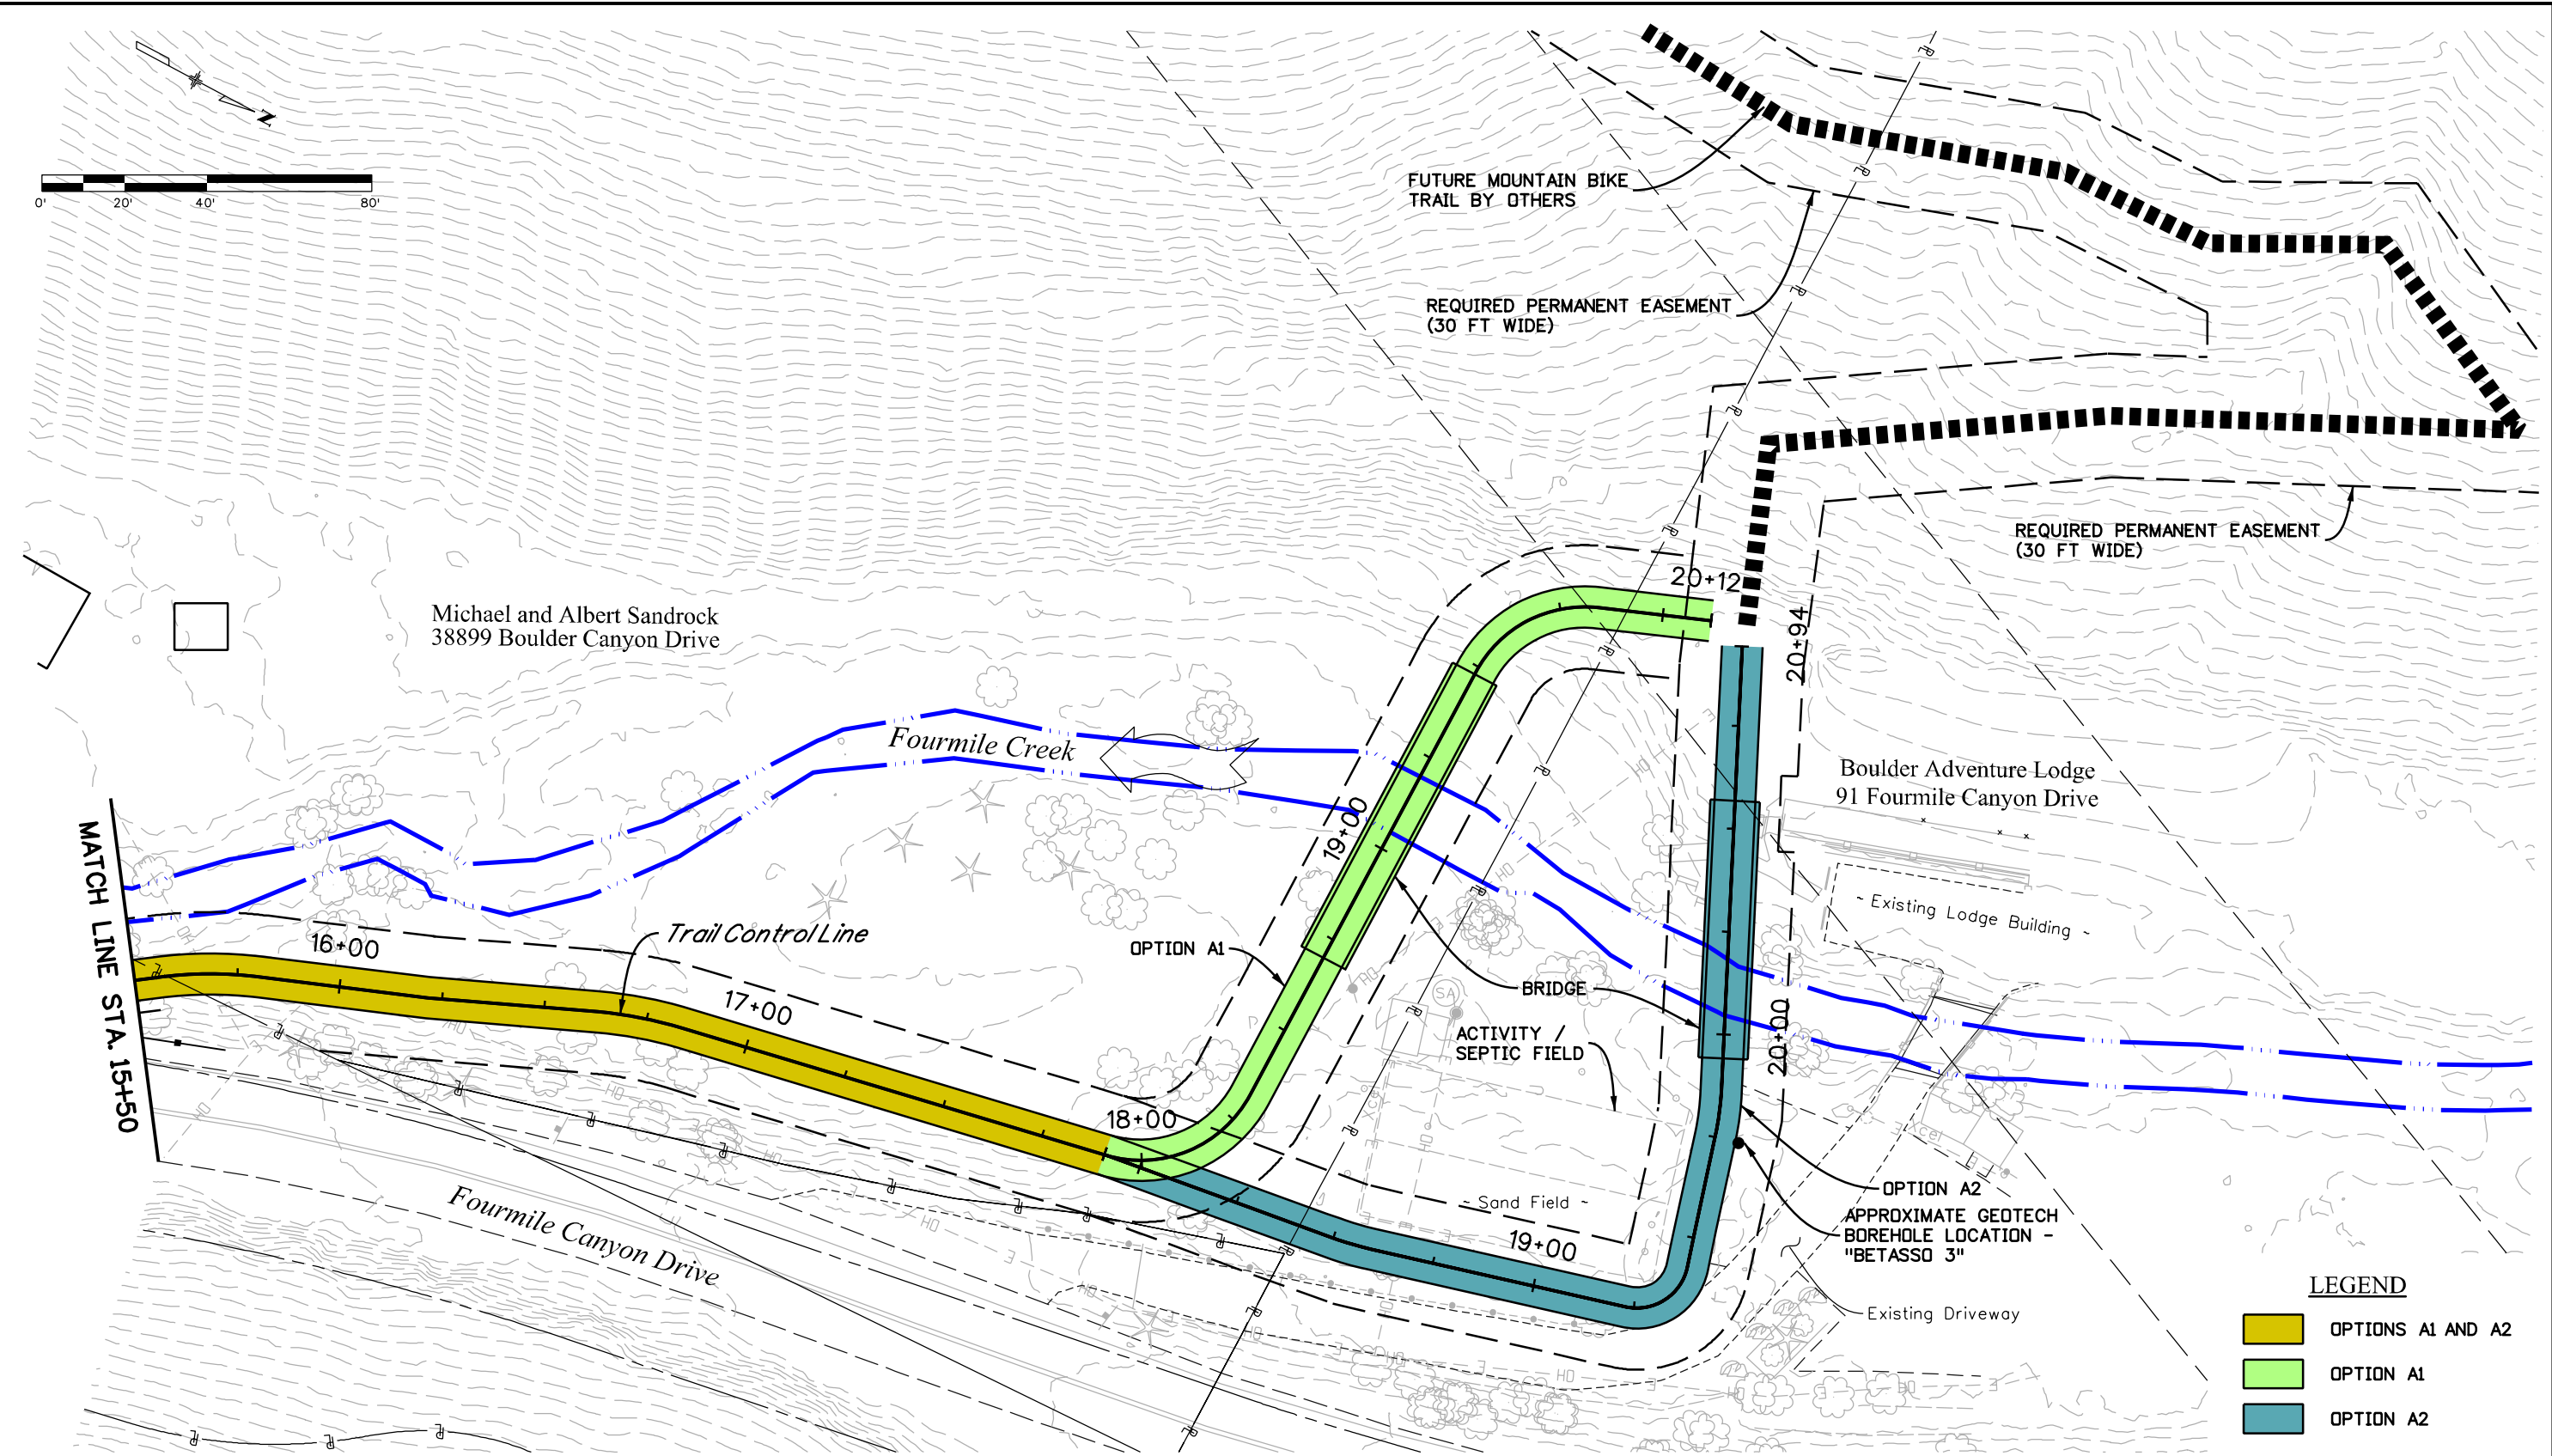 N
0' 20' 40' 80'
FUTURE MOUNTAIN BIKE
TRAIL BY OTHERS
REQUIRED PERMANENT EASEMENT
(30 FT WIDE)
REQUIRED PERMANENT EASEMENT
(30 FT WIDE)
20+12
20+94
Michael and Albert Sandrock
38899 Boulder Canyon Drive
Fourmile Creek
Boulder Adventure Lodge
91 Fourmile Canyon Drive
MATCH LINE STA. 15+50
16+00
Trail Control Line
17+00
18+00
19+00
OPTION A1
BRIDGE
- Existing Lodge Building -
ACTIVITY /
SEPTIC FIELD
20+00
SA
Xcel
Xcel
- Sand Field -
19+00
OPTION A2
APPROXIMATE GEOTECH
BOREHOLE LOCATION -
"BETASSO 3"
Existing Driveway
Fourmile Canyon Drive
LEGEND
OPTIONS A1 AND A2
OPTION A1
OPTION A2